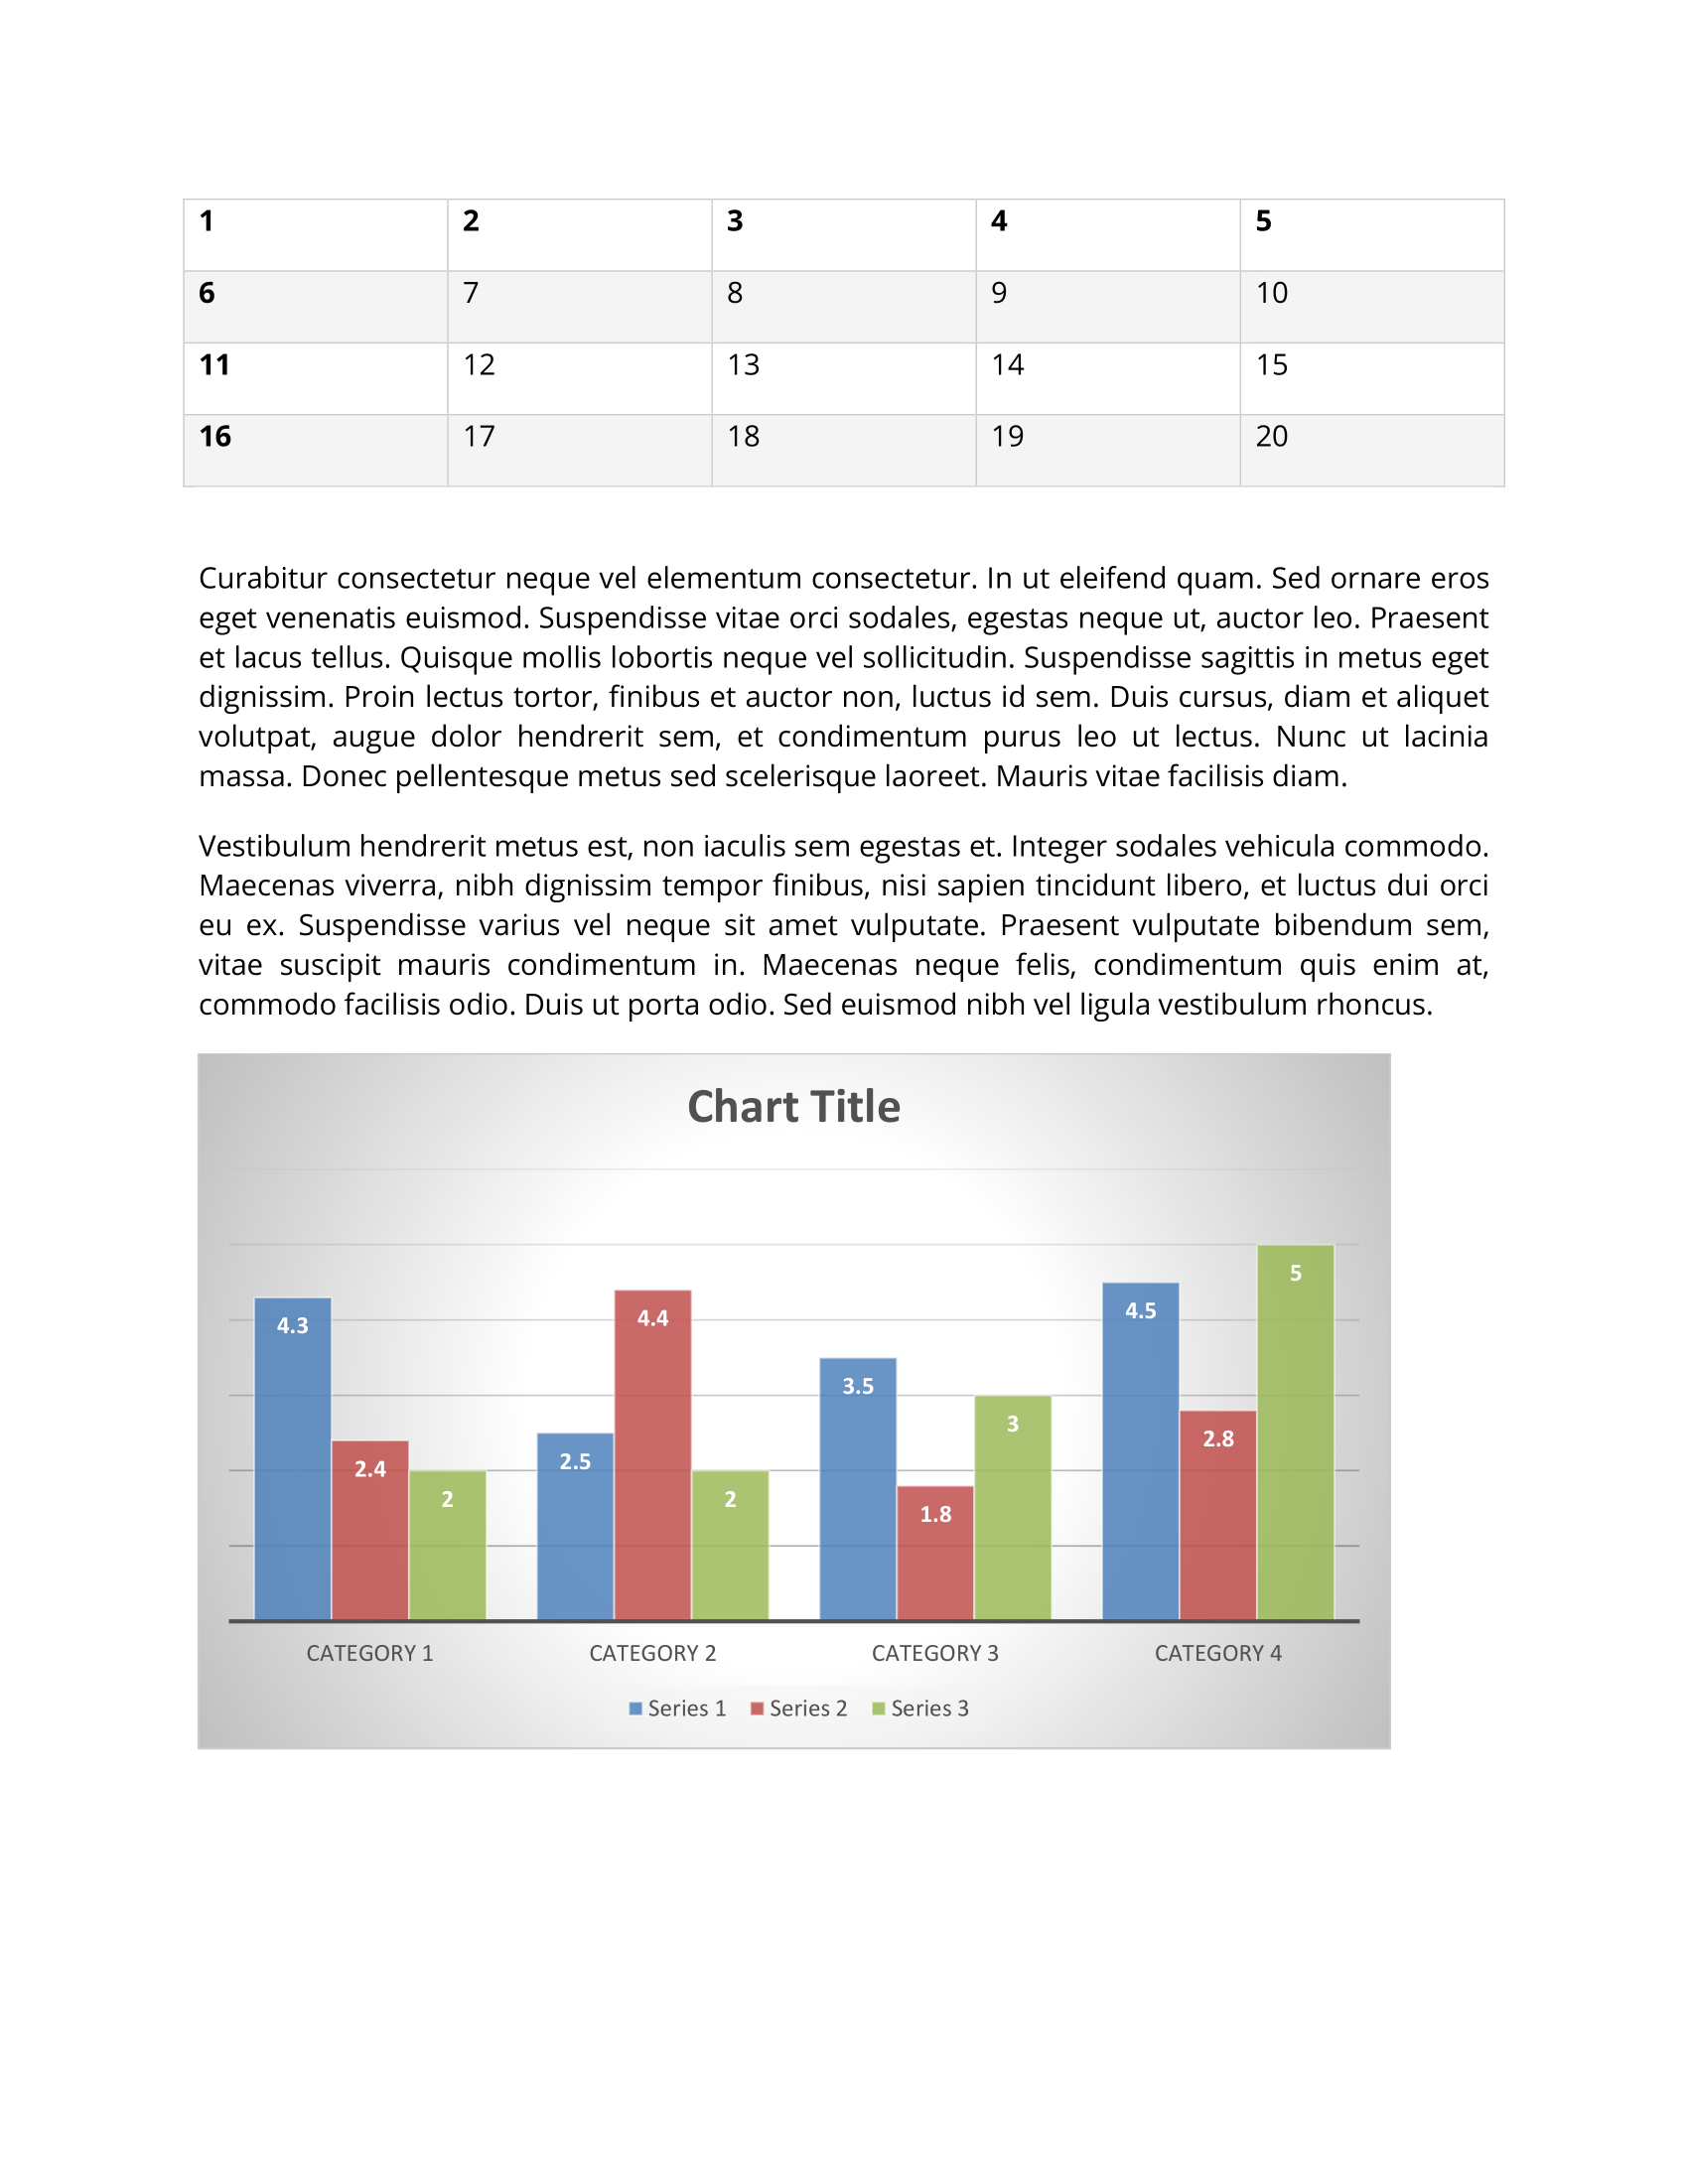 1 2 3 4 5
6 7 8 9 10
11 12 13 14 15
16 17 18 19 20
Curabitur consectetur neque vel elementum consectetur. In ut eleifend quam. Sed ornare eros
eget venenatis euismod. Suspendisse vitae orci sodales, egestas neque ut, auctor leo. Praesent
et lacus tellus. Quisque mollis lobortis neque vel sollicitudin. Suspendisse sagittis in metus eget
dignissim. Proin lectus tortor, finibus et auctor non, luctus id sem. Duis cursus, diam et aliquet
volutpat, augue dolor hendrerit sem, et condimentum purus leo ut lectus. Nunc ut lacinia
massa. Donec pellentesque metus sed scelerisque laoreet. Mauris vitae facilisis diam.
Vestibulum hendrerit metus est, non iaculis sem egestas et. Integer sodales vehicula commodo.
Maecenas viverra, nibh dignissim tempor finibus, nisi sapien tincidunt libero, et luctus dui orci
eu ex. Suspendisse varius vel neque sit amet vulputate. Praesent vulputate bibendum sem,
vitae suscipit mauris condimentum in. Maecenas neque felis, condimentum quis enim at,
commodo facilisis odio. Duis ut porta odio. Sed euismod nibh vel ligula vestibulum rhoncus.
Chart Title
4.3 2.4 2 2.5 4.4 2 3.5 1.8 3 4.5 2.8 5
CATEGORY 1 CATEGORY 2 CATEGORY 3 CATEGORY 4
Series 1 Series 2 Series 3